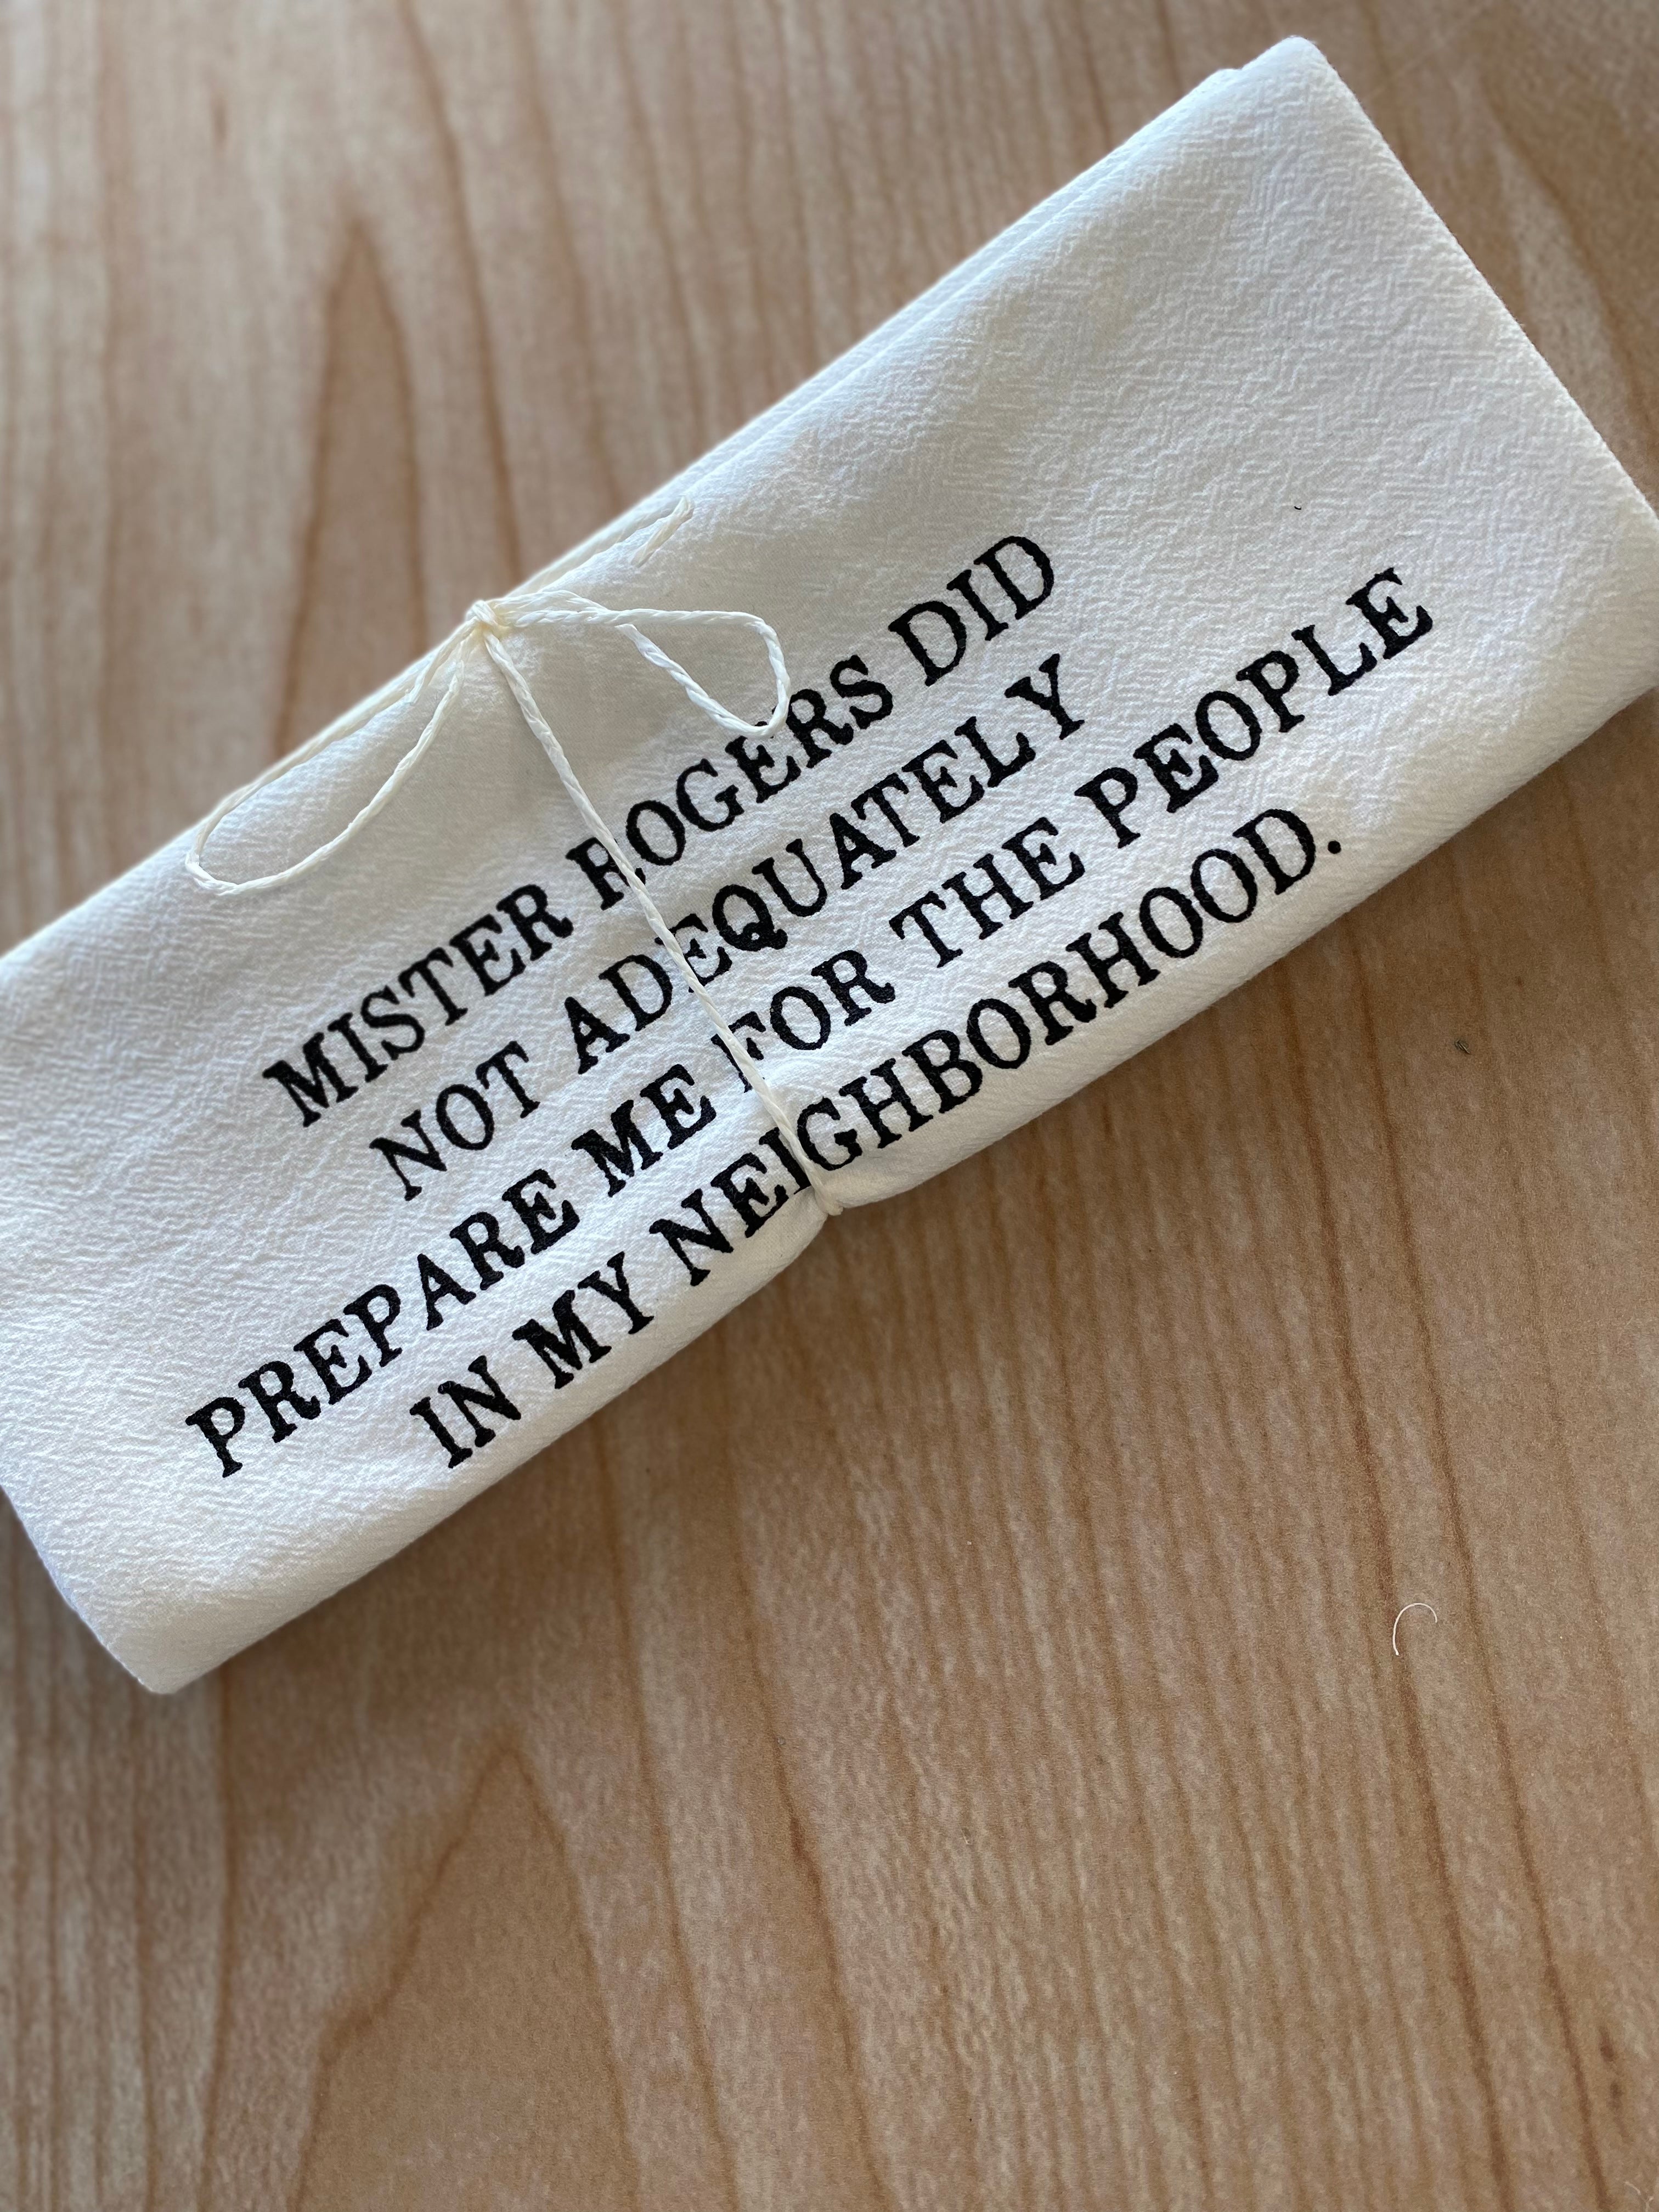 MISTER ROGERS DID
NOT ADEQUATELY
PREPARE ME FOR THE PEOPLE
IN MY NEIGHBORHOOD.